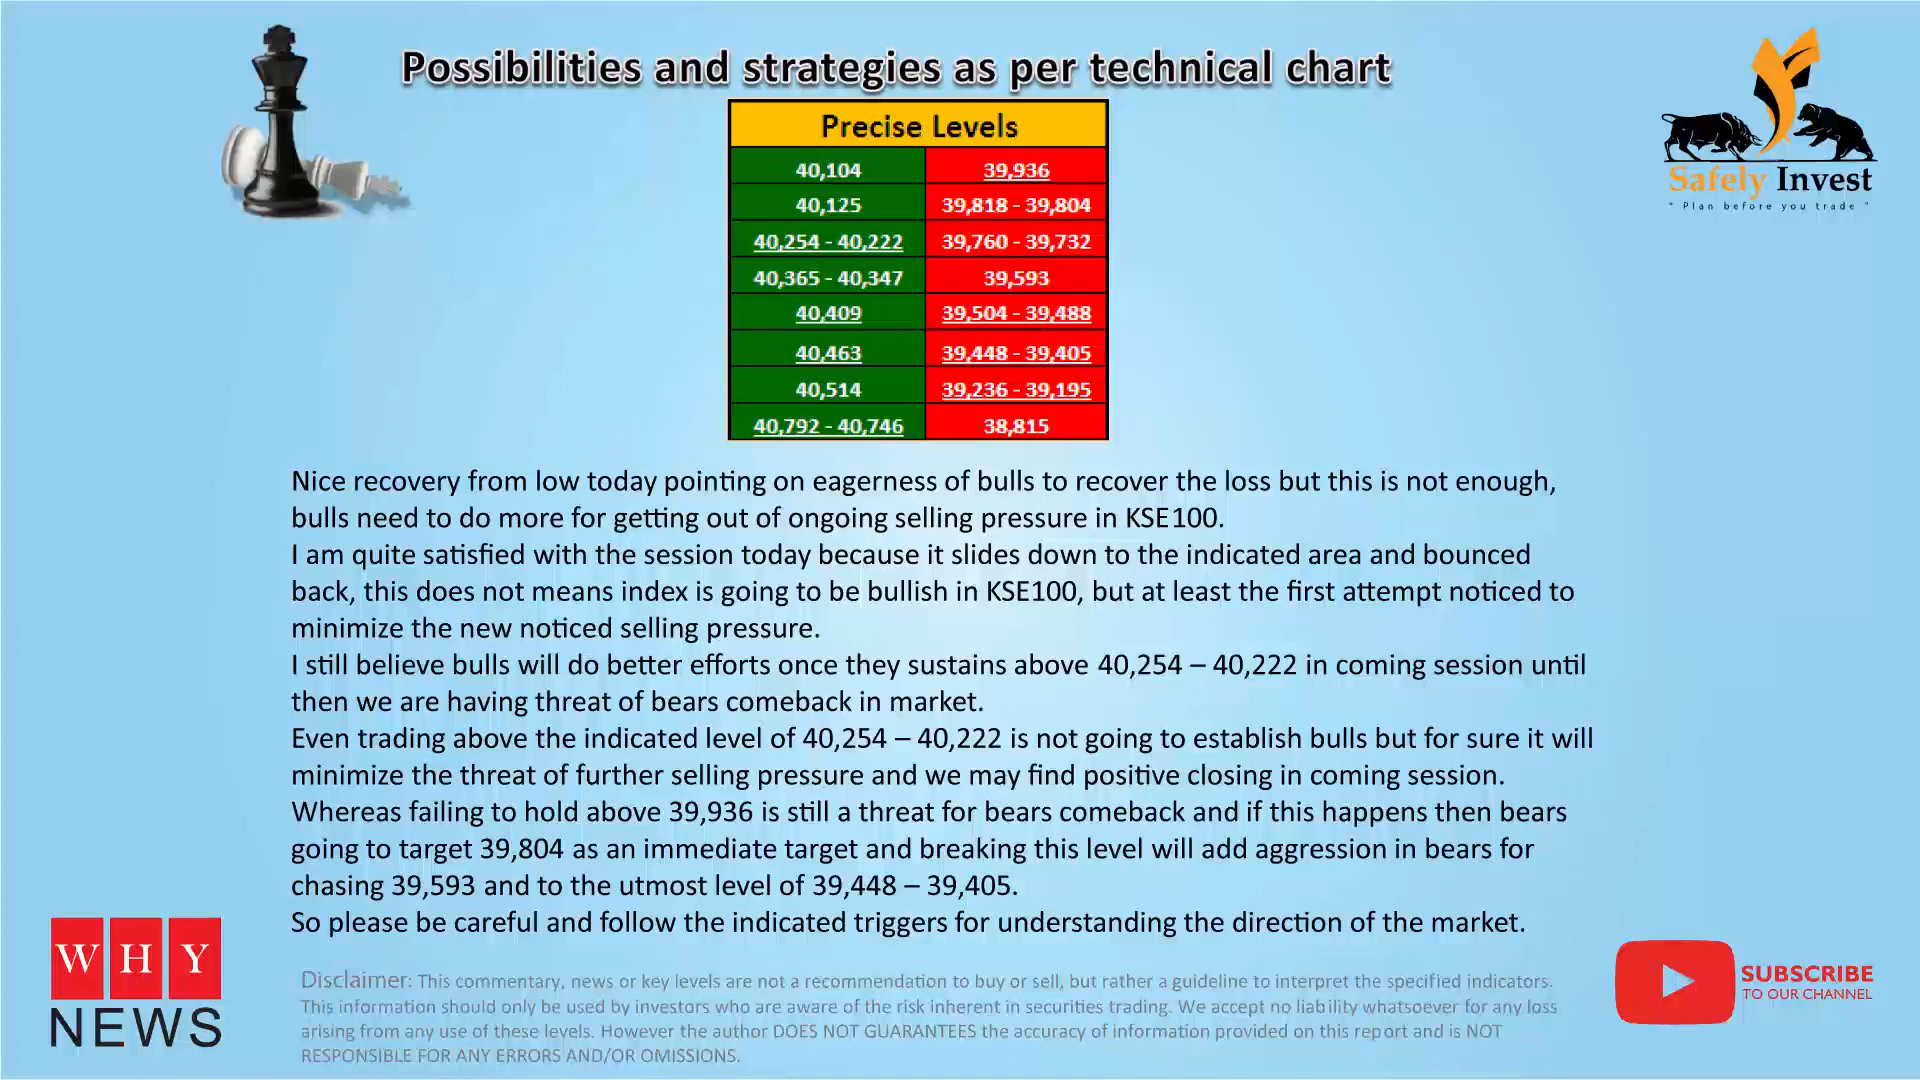 Possibilities and strategies as per technical chart
Precise Levels
40,104 39,936
40,125 39,818 - 39,804
40,254 - 40,222 39,760 - 39,732
40,365 - 40,347 39,593
40,409 39,504 - 39,488
40,463 39,448 - 39,405
40,514 39,236 - 39,195
40,792 - 40,746 38,815
Safely Invest
" Plan before you trade "
Nice recovery from low today pointing on eagerness of bulls to recover the loss but this is not enough,
bulls need to do more for getting out of ongoing selling pressure in KSE100.
I am quite satisfied with the session today because it slides down to the indicated area and bounced
back, this does not means index is going to be bullish in KSE100, but at least the first attempt noticed to
minimize the new noticed selling pressure.
I still believe bulls will do better efforts once they sustains above 40,254 – 40,222 in coming session until
then we are having threat of bears comeback in market.
Even trading above the indicated level of 40,254 – 40,222 is not going to establish bulls but for sure it will
minimize the threat of further selling pressure and we may find positive closing in coming session.
Whereas failing to hold above 39,936 is still a threat for bears comeback and if this happens then bears
going to target 39,804 as an immediate target and breaking this level will add aggression in bears for
chasing 39,593 and to the utmost level of 39,448 – 39,405.
So please be careful and follow the indicated triggers for understanding the direction of the market.
WHY
NEWS
Disclaimer: This commentary, news or key levels are not a recommendation to buy or sell, but rather a guideline to interpret the specified indicators.
This information should only be used by investors who are aware of the risk inherent in securities trading. We accept no liability whatsoever for any loss
arising from any use of these levels. However the author DOES NOT GUARANTEES the accuracy of information provided on this report and is NOT
RESPONSIBLE FOR ANY ERRORS AND/OR OMISSIONS.
SUBSCRIBE
TO OUR CHANNEL